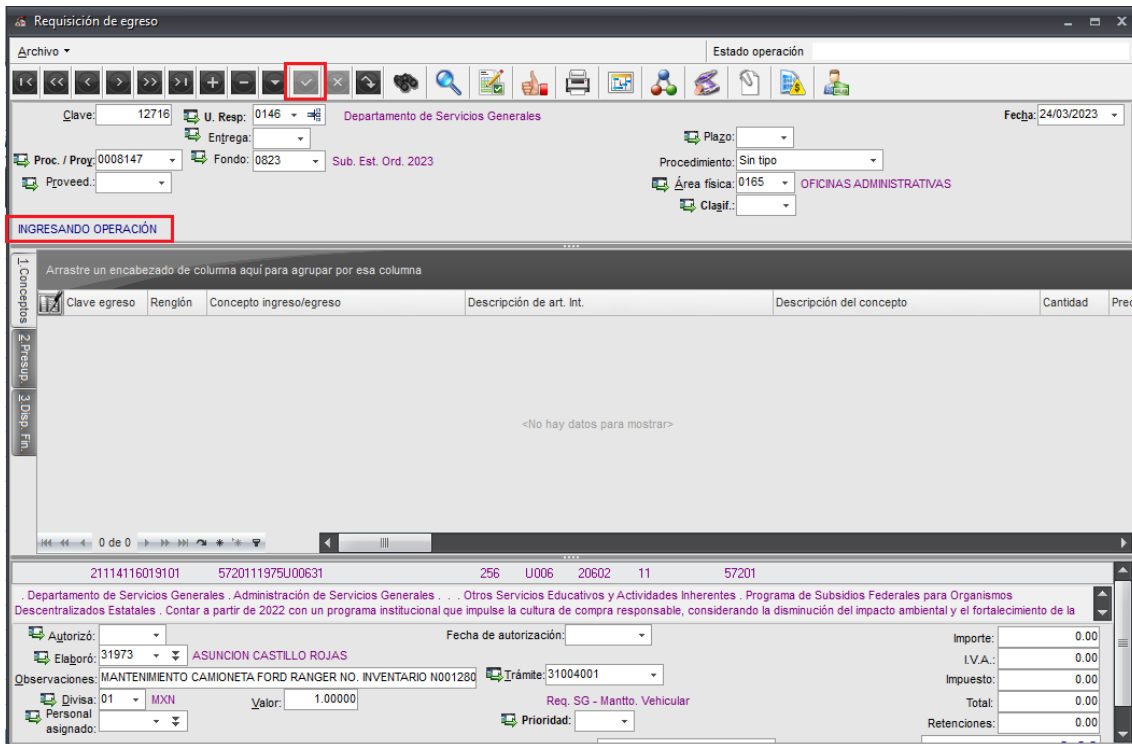 Requisición de egreso
Archivo
Estado operación
Clave: 12716 U. Resp: 0146 Departamento de Servicios Generales Fecha: 24/03/2023
Entrega: Plazo:
Proc. / Proy: 0008147 Fondo: 0823 Sub. Est. Ord. 2023 Procedimiento: Sin tipo
Proveed.: Área física: 0165 OFICINAS ADMINISTRATIVAS
Clasif.:
INGRESANDO OPERACIÓN
1.Conceptos
2.Presup.
3.Disp. Fin.
Arrastre un encabezado de columna aquí para agrupar por esa columna
Clave egreso Renglón Concepto ingreso/egreso Descripción de art. Int. Descripción del concepto Cantidad Prec
<No hay datos para mostrar>
0 de 0
21114116019101 5720111975U00631 256 U006 20602 11 57201
. Departamento de Servicios Generales . Administración de Servicios Generales . . . Otros Servicios Educativos y Actividades Inherentes . Programa de Subsidios Federales para Organismos
Descentralizados Estatales . Contar a partir de 2022 con un programa institucional que impulse la cultura de compra responsable, considerando la disminución del impacto ambiental y el fortalecimiento de la
Autorizó: Fecha de autorización: Importe: 0.00
Elaboró: 31973 ASUNCION CASTILLO ROJAS I.V.A.: 0.00
Observaciones: MANTENIMIENTO CAMIONETA FORD RANGER NO. INVENTARIO N001280 Trámite: 31004001 Impuesto: 0.00
Divisa: 01 MXN Valor: 1.00000 Req. SG - Mantto. Vehicular Total: 0.00
Personal asignado: Prioridad: Retenciones: 0.00